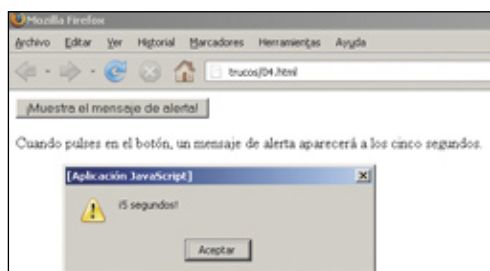 Mozilla Firefox
Archivo Editar Ver Historial Marcadores Herramientas Ayuda
trucos/04.html
¡Muestra el mensaje de alerta!
Cuando pulses en el botón, un mensaje de alerta aparecerá a los cinco segundos.
[Aplicación JavaScript]
¡5 segundos!
Aceptar